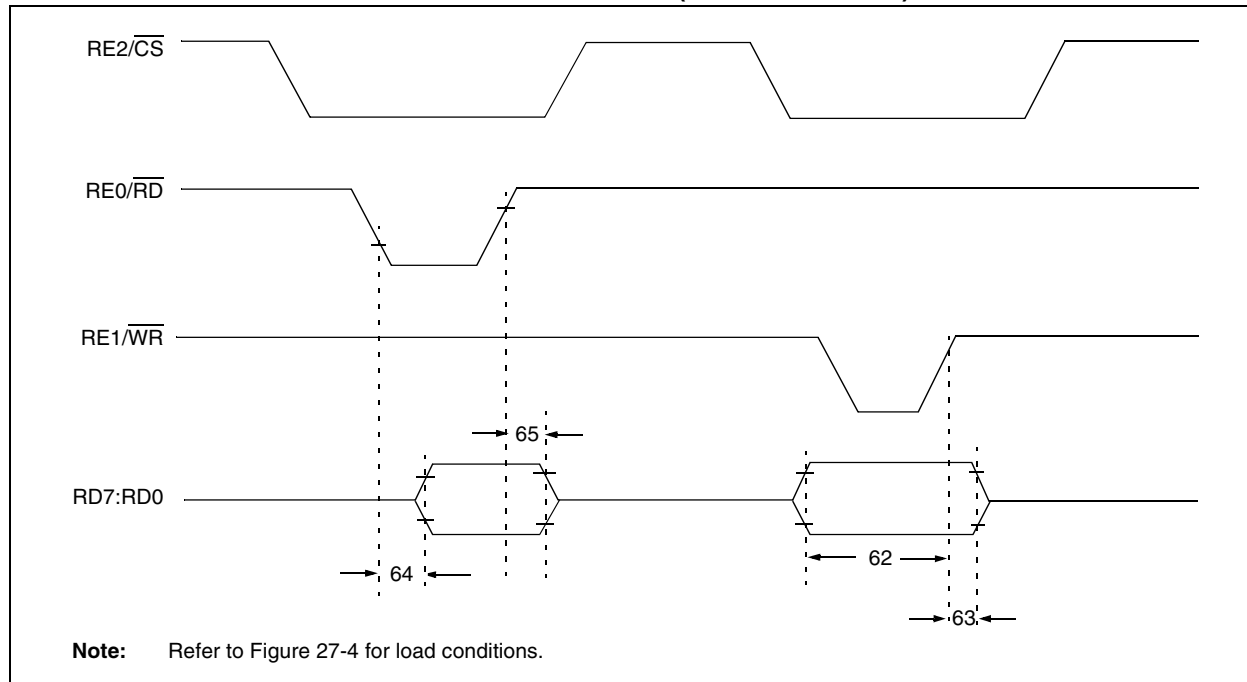 RE2/CS
RE0/RD
RE1/WR
65
RD7:RD0
62
64
63
Note: Refer to Figure 27-4 for load conditions.